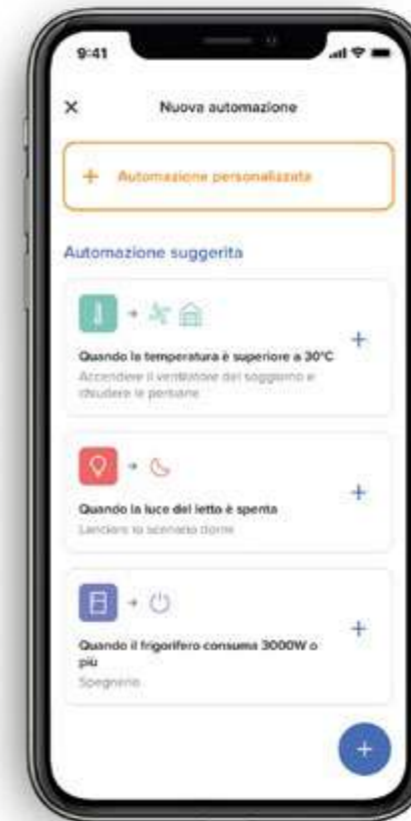 9:41
Nuova automazione
+ Automazione personalizzata
Automazione suggerita
Quando la temperatura è superiore a 30°C
Accendere il ventilatore del soggiorno e
chiudere le persiane
Quando la luce del letto è spenta
Lanciare lo scenario dormi
Quando il frigorifero consuma 3000W o
più
Spegnerlo